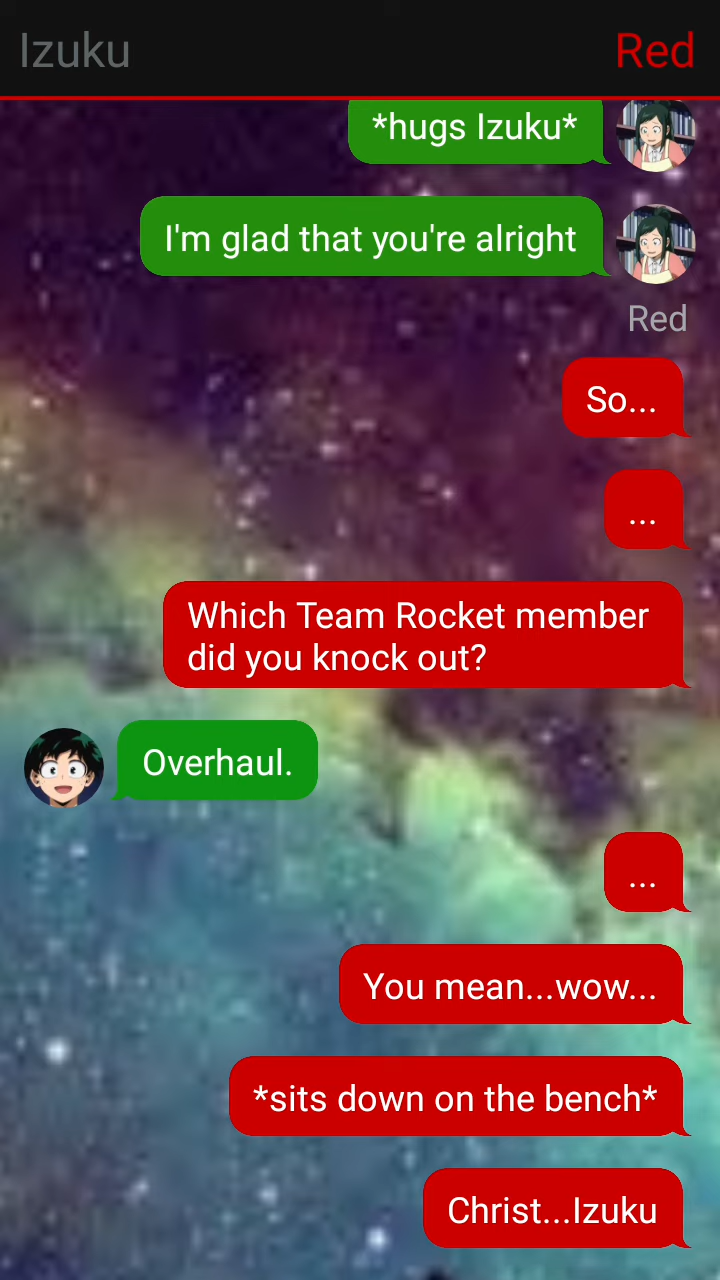 Izuku
Red
*hugs Izuku*
I'm glad that you're alright
Red
So...
...
Which Team Rocket member
did you knock out?
Overhaul.
...
You mean...wow...
*sits down on the bench*
Christ...Izuku